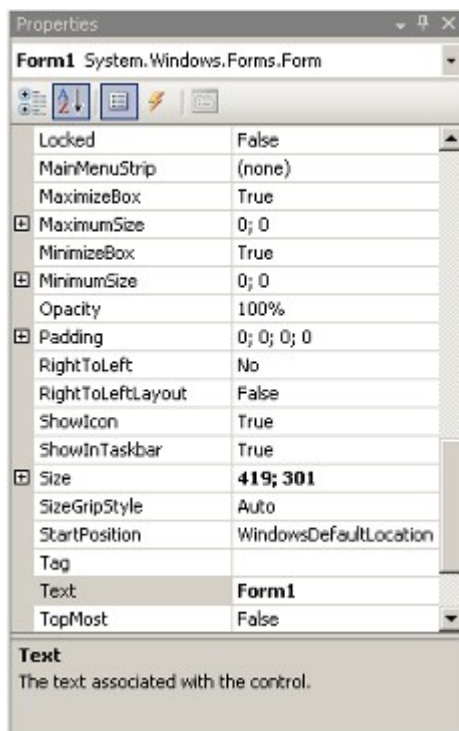 Properties
Form1 System.Windows.Forms.Form
Locked False
MainMenuStrip (none)
MaximizeBox True
MaximumSize 0; 0
MinimizeBox True
MinimumSize 0; 0
Opacity 100%
Padding 0; 0; 0; 0
RightToLeft No
RightToLeftLayout False
ShowIcon True
ShowInTaskbar True
Size 419; 301
SizeGripStyle Auto
StartPosition WindowsDefaultLocation
Tag
Text Form1
TopMost False
Text
The text associated with the control.